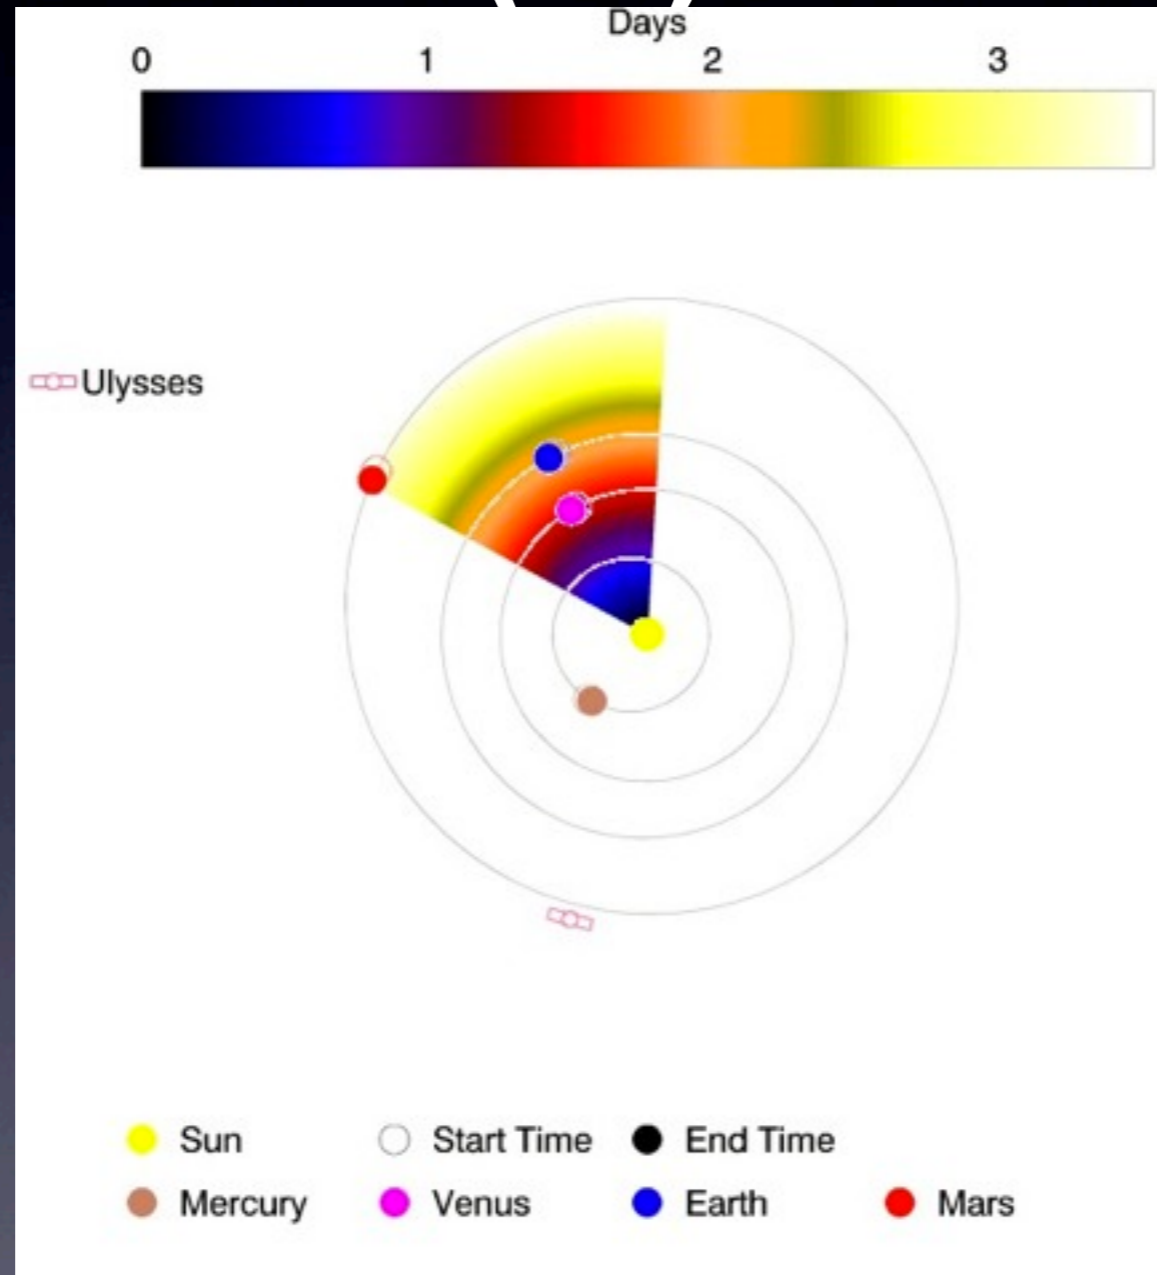 Days
0 1 2 3
Ulysses
Sun Start Time End Time
Mercury Venus Earth Mars